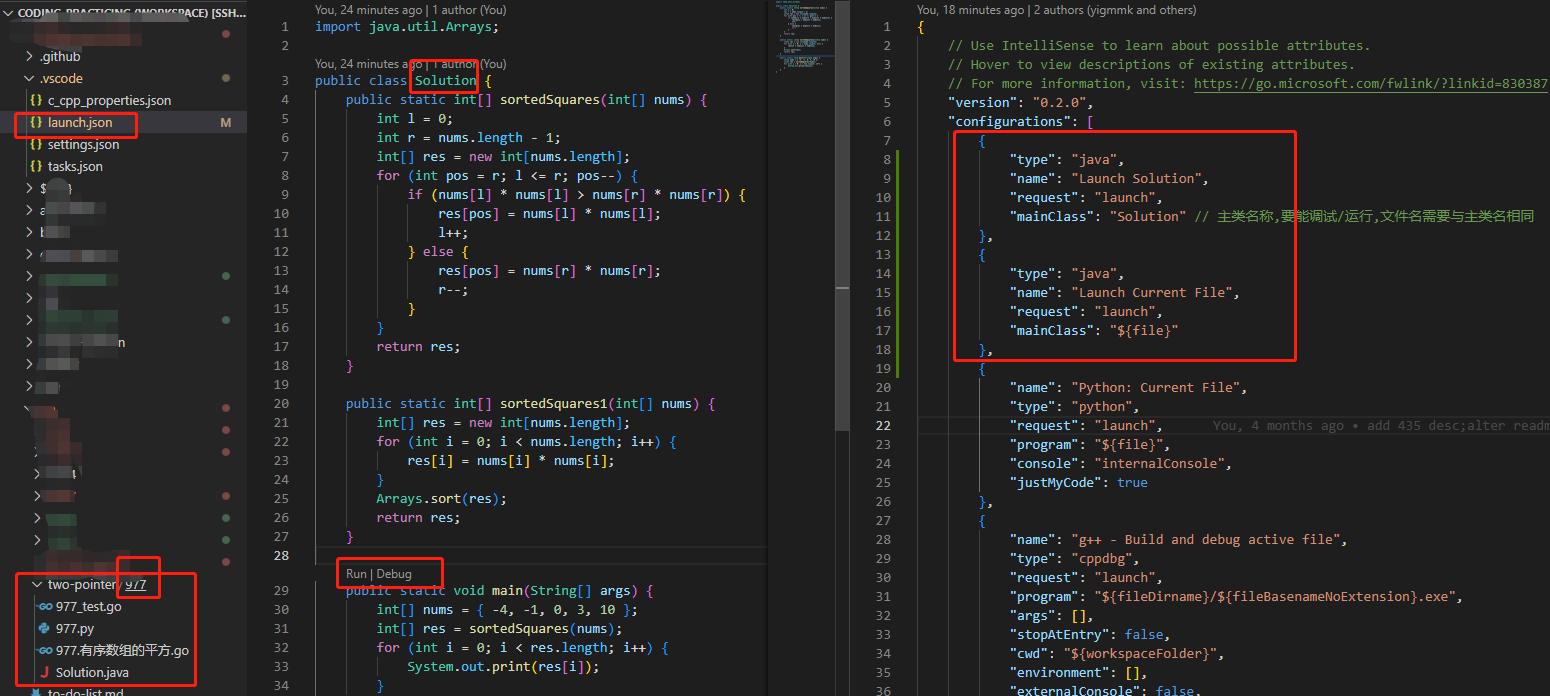 CODING_PRACTICING (WORKSPACE) [SSH...
.github
.vscode
c_cpp_properties.json
launch.json M
settings.json
tasks.json
two-pointer
977
977_test.go
977.py
977.有序数组的平方.go
Solution.java
to-do-list.md
You, 24 minutes ago | 1 author (You)
1 import java.util.Arrays;
2
You, 24 minutes ago | 1 author (You)
3 public class Solution {
4 public static int[] sortedSquares(int[] nums) {
5 int l = 0;
6 int r = nums.length - 1;
7 int[] res = new int[nums.length];
8 for (int pos = r; l <= r; pos--) {
9 if (nums[l] * nums[l] > nums[r] * nums[r]) {
10 res[pos] = nums[l] * nums[l];
11 l++;
12 } else {
13 res[pos] = nums[r] * nums[r];
14 r--;
15 }
16 }
17 return res;
18 }
19
20 public static int[] sortedSquares1(int[] nums) {
21 int[] res = new int[nums.length];
22 for (int i = 0; i < nums.length; i++) {
23 res[i] = nums[i] * nums[i];
24 }
25 Arrays.sort(res);
26 return res;
27 }
28
Run | Debug
29 public static void main(String[] args) {
30 int[] nums = { -4, -1, 0, 3, 10 };
31 int[] res = sortedSquares(nums);
32 for (int i = 0; i < res.length; i++) {
33 System.out.print(res[i]);
34 }
You, 18 minutes ago | 2 authors (yigmmk and others)
1 {
2 // Use IntelliSense to learn about possible attributes.
3 // Hover to view descriptions of existing attributes.
4 // For more information, visit: https://go.microsoft.com/fwlink/?linkid=830387
5 "version": "0.2.0",
6 "configurations": [
7 {
8 "type": "java",
9 "name": "Launch Solution",
10 "request": "launch",
11 "mainClass": "Solution" // 主类名称,要能调试/运行,文件名需要与主类名相同
12 },
13 {
14 "type": "java",
15 "name": "Launch Current File",
16 "request": "launch",
17 "mainClass": "${file}"
18 },
19 {
20 "name": "Python: Current File",
21 "type": "python",
22 "request": "launch", You, 4 months ago • add 435 desc;alter readm
23 "program": "${file}",
24 "console": "internalConsole",
25 "justMyCode": true
26 },
27 {
28 "name": "g++ - Build and debug active file",
29 "type": "cppdbg",
30 "request": "launch",
31 "program": "${fileDirname}/${fileBasenameNoExtension}.exe",
32 "args": [],
33 "stopAtEntry": false,
34 "cwd": "${workspaceFolder}",
35 "environment": [],
36 "externalConsole": false,